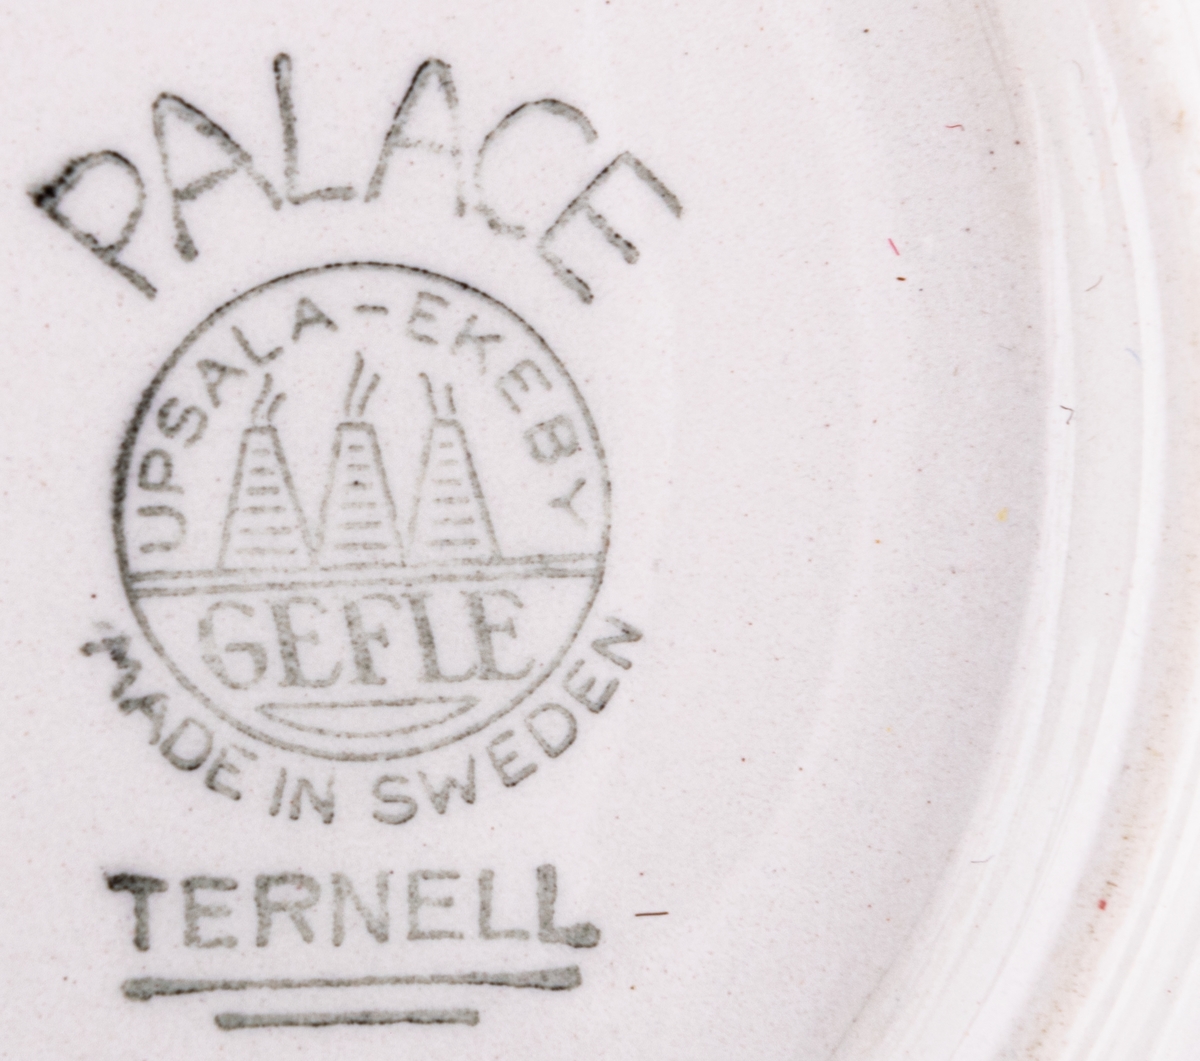 PALACE
UPSALA-EKEBY
GEFLE
MADE IN SWEDEN
TERNELL